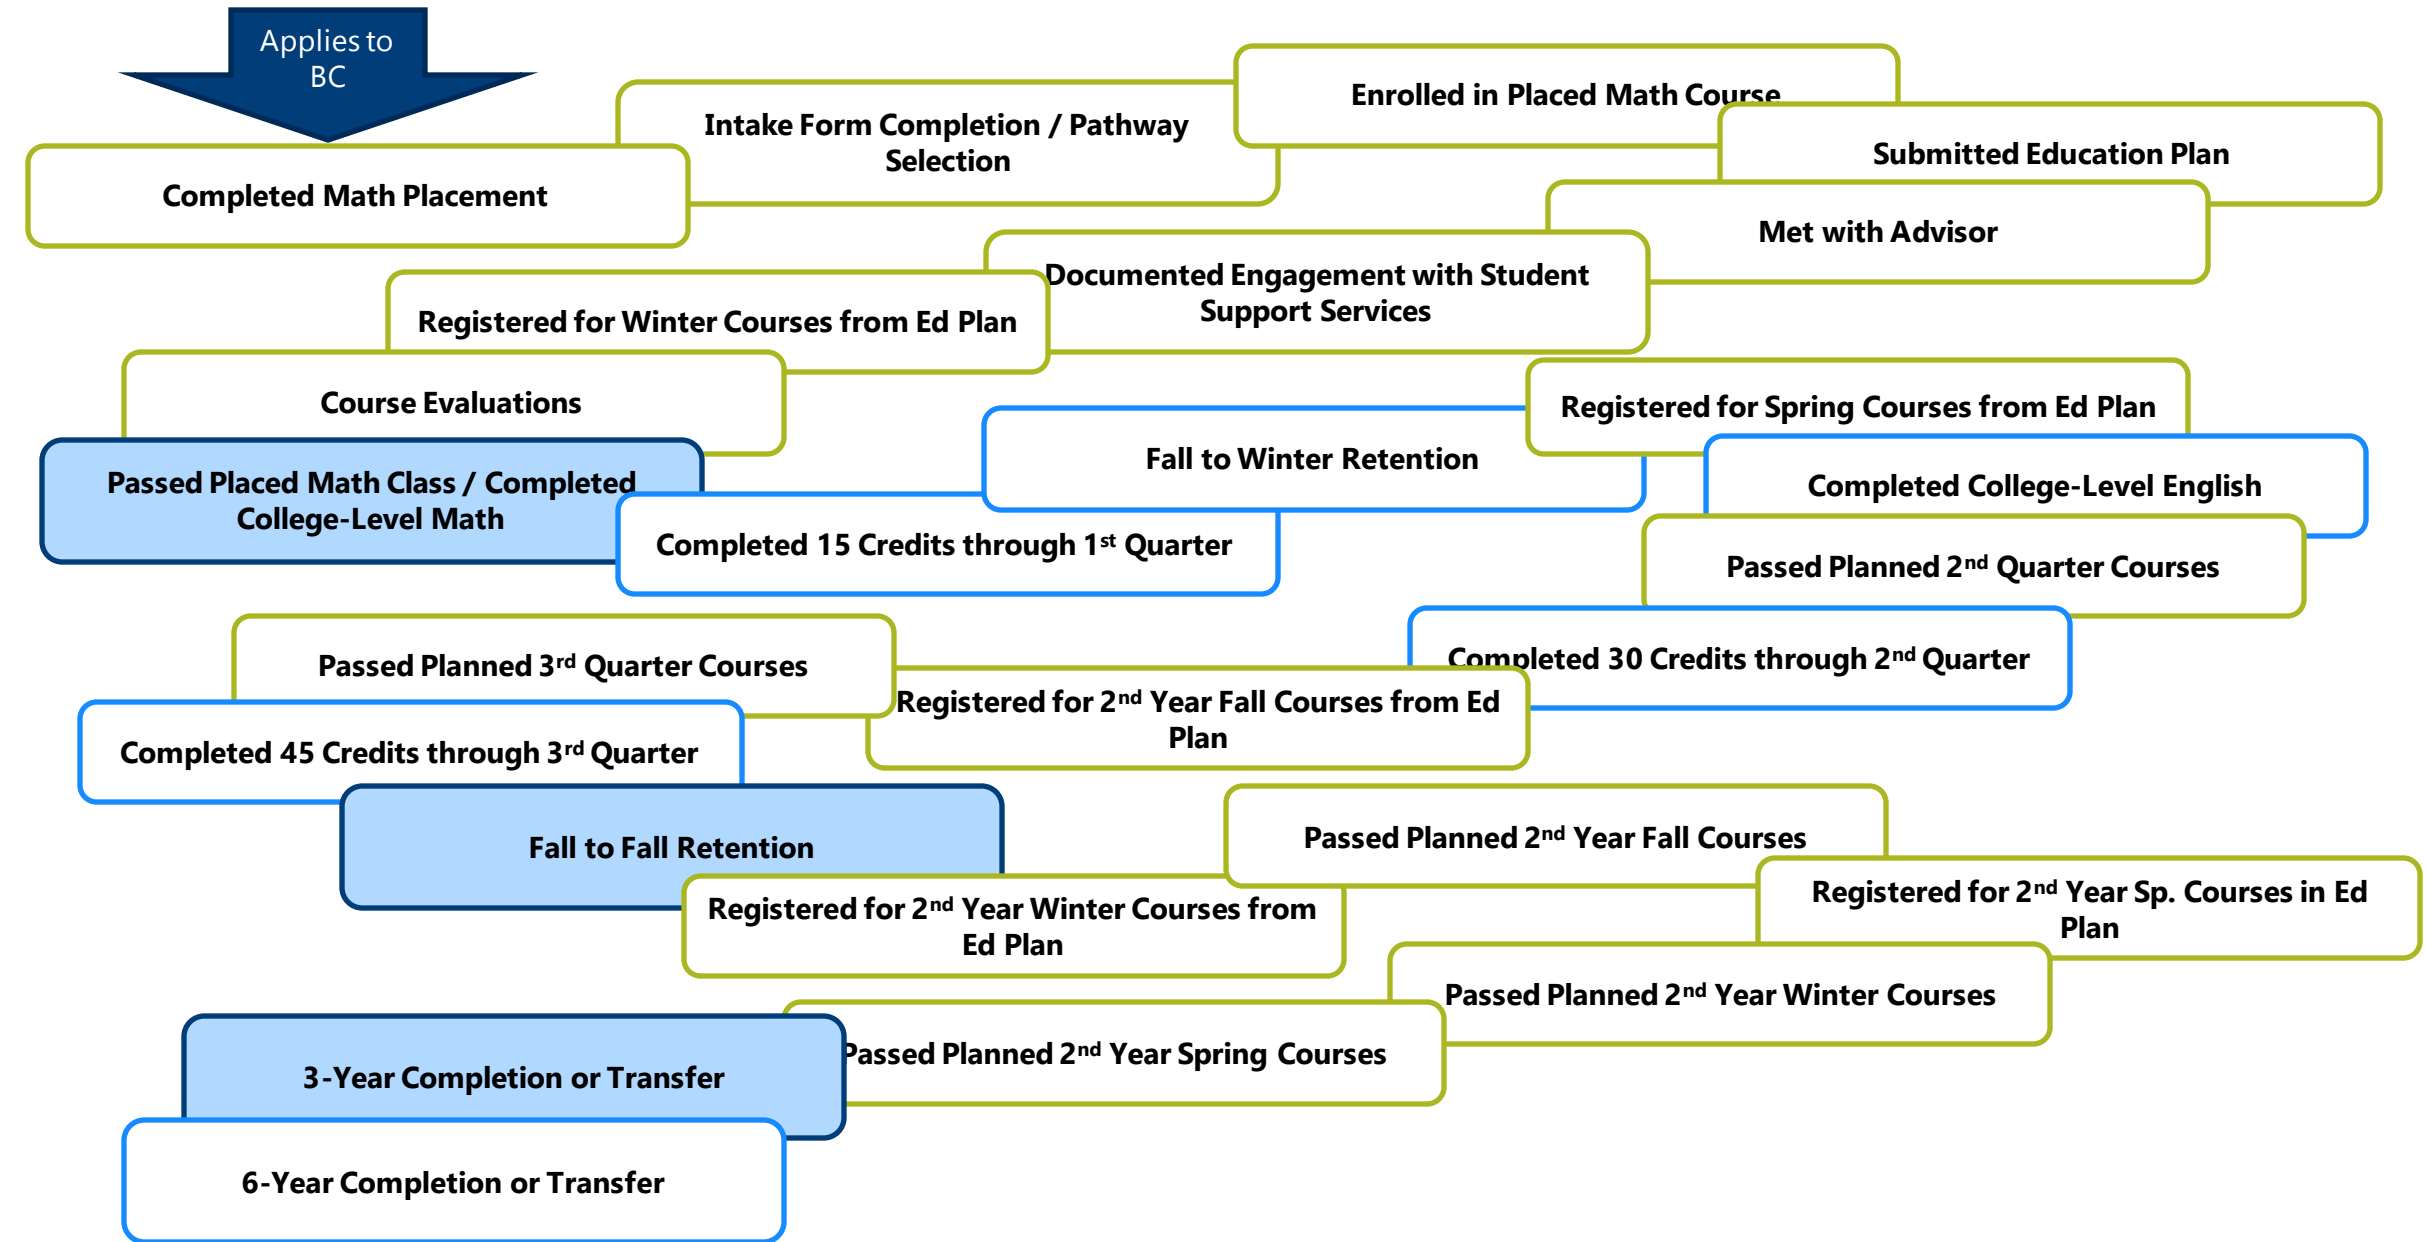 Applies to
BC
Completed Math Placement
Intake Form Completion / Pathway
Selection
Enrolled in Placed Math Course
Submitted Education Plan
Met with Advisor
Documented Engagement with Student
Support Services
Registered for Winter Courses from Ed Plan
Course Evaluations
Passed Placed Math Class / Completed
College-Level Math
Completed 15 Credits through 1st Quarter
Fall to Winter Retention
Registered for Spring Courses from Ed Plan
Completed College-Level English
Passed Planned 2nd Quarter Courses
Completed 30 Credits through 2nd Quarter
Registered for 2nd Year Fall Courses from Ed
Plan
Passed Planned 3rd Quarter Courses
Completed 45 Credits through 3rd Quarter
Fall to Fall Retention
Registered for 2nd Year Winter Courses from
Ed Plan
Passed Planned 2nd Year Fall Courses
Registered for 2nd Year Sp. Courses in Ed
Plan
Passed Planned 2nd Year Winter Courses
Passed Planned 2nd Year Spring Courses
3-Year Completion or Transfer
6-Year Completion or Transfer